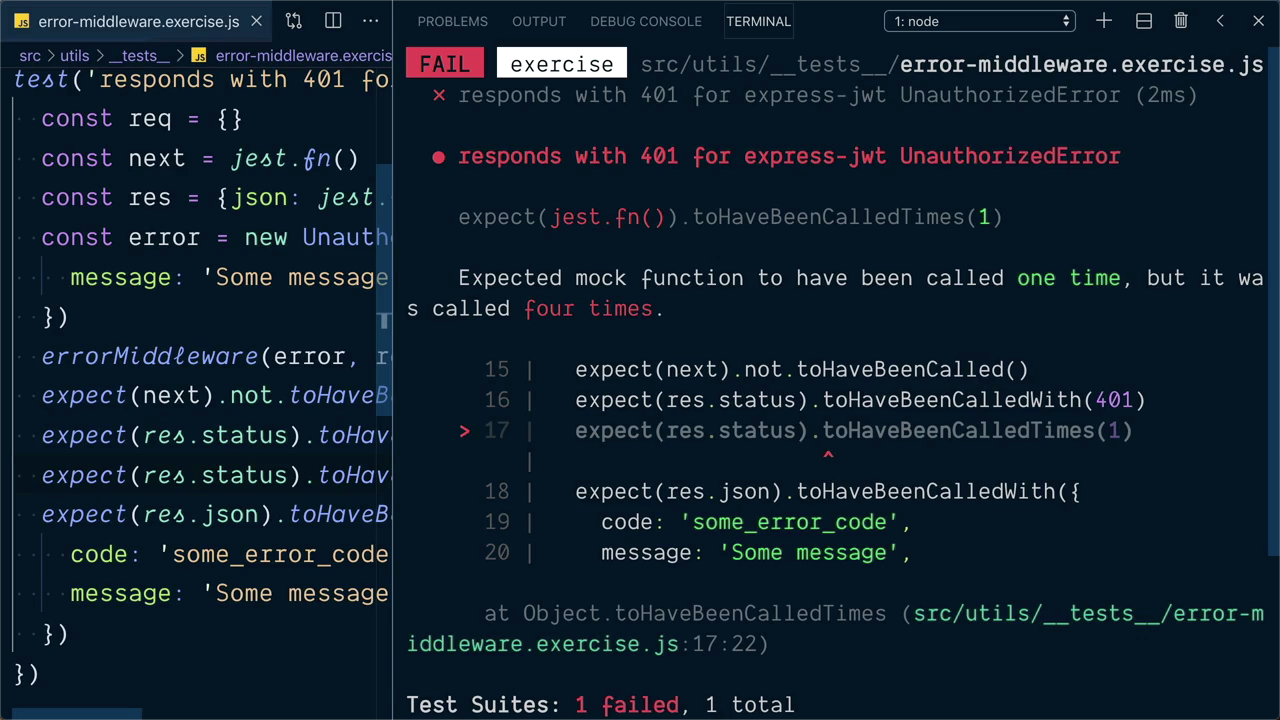 JS error-middleware.exercise.js
src > utils > __tests__ > JS error-middleware.exercise
test('responds with 401 fo
const req = {}
const next = jest.fn()
const res = {json: jest.
const error = new Unaut
message: 'Some message
})
errorMiddleware(error, r
expect(next).not.toHaveB
expect(res.status).toHav
expect(res.status).toHav
expect(res.json).toHaveB
code: 'some_error_code
message: 'Some message
})
})
PROBLEMS OUTPUT DEBUG CONSOLE TERMINAL 1: node
FAIL exercise src/utils/__tests__/error-middleware.exercise.js
✕ responds with 401 for express-jwt UnauthorizedError (2ms)
● responds with 401 for express-jwt UnauthorizedError
expect(jest.fn()).toHaveBeenCalledTimes(1)
Expected mock function to have been called one time, but it wa
s called four times.
15 | expect(next).not.toHaveBeenCalled()
16 | expect(res.status).toHaveBeenCalledWith(401)
> 17 | expect(res.status).toHaveBeenCalledTimes(1)
| ^
18 | expect(res.json).toHaveBeenCalledWith({
19 | code: 'some_error_code',
20 | message: 'Some message',
at Object.toHaveBeenCalledTimes (src/utils/__tests__/error-m
iddleware.exercise.js:17:22)
Test Suites: 1 failed, 1 total